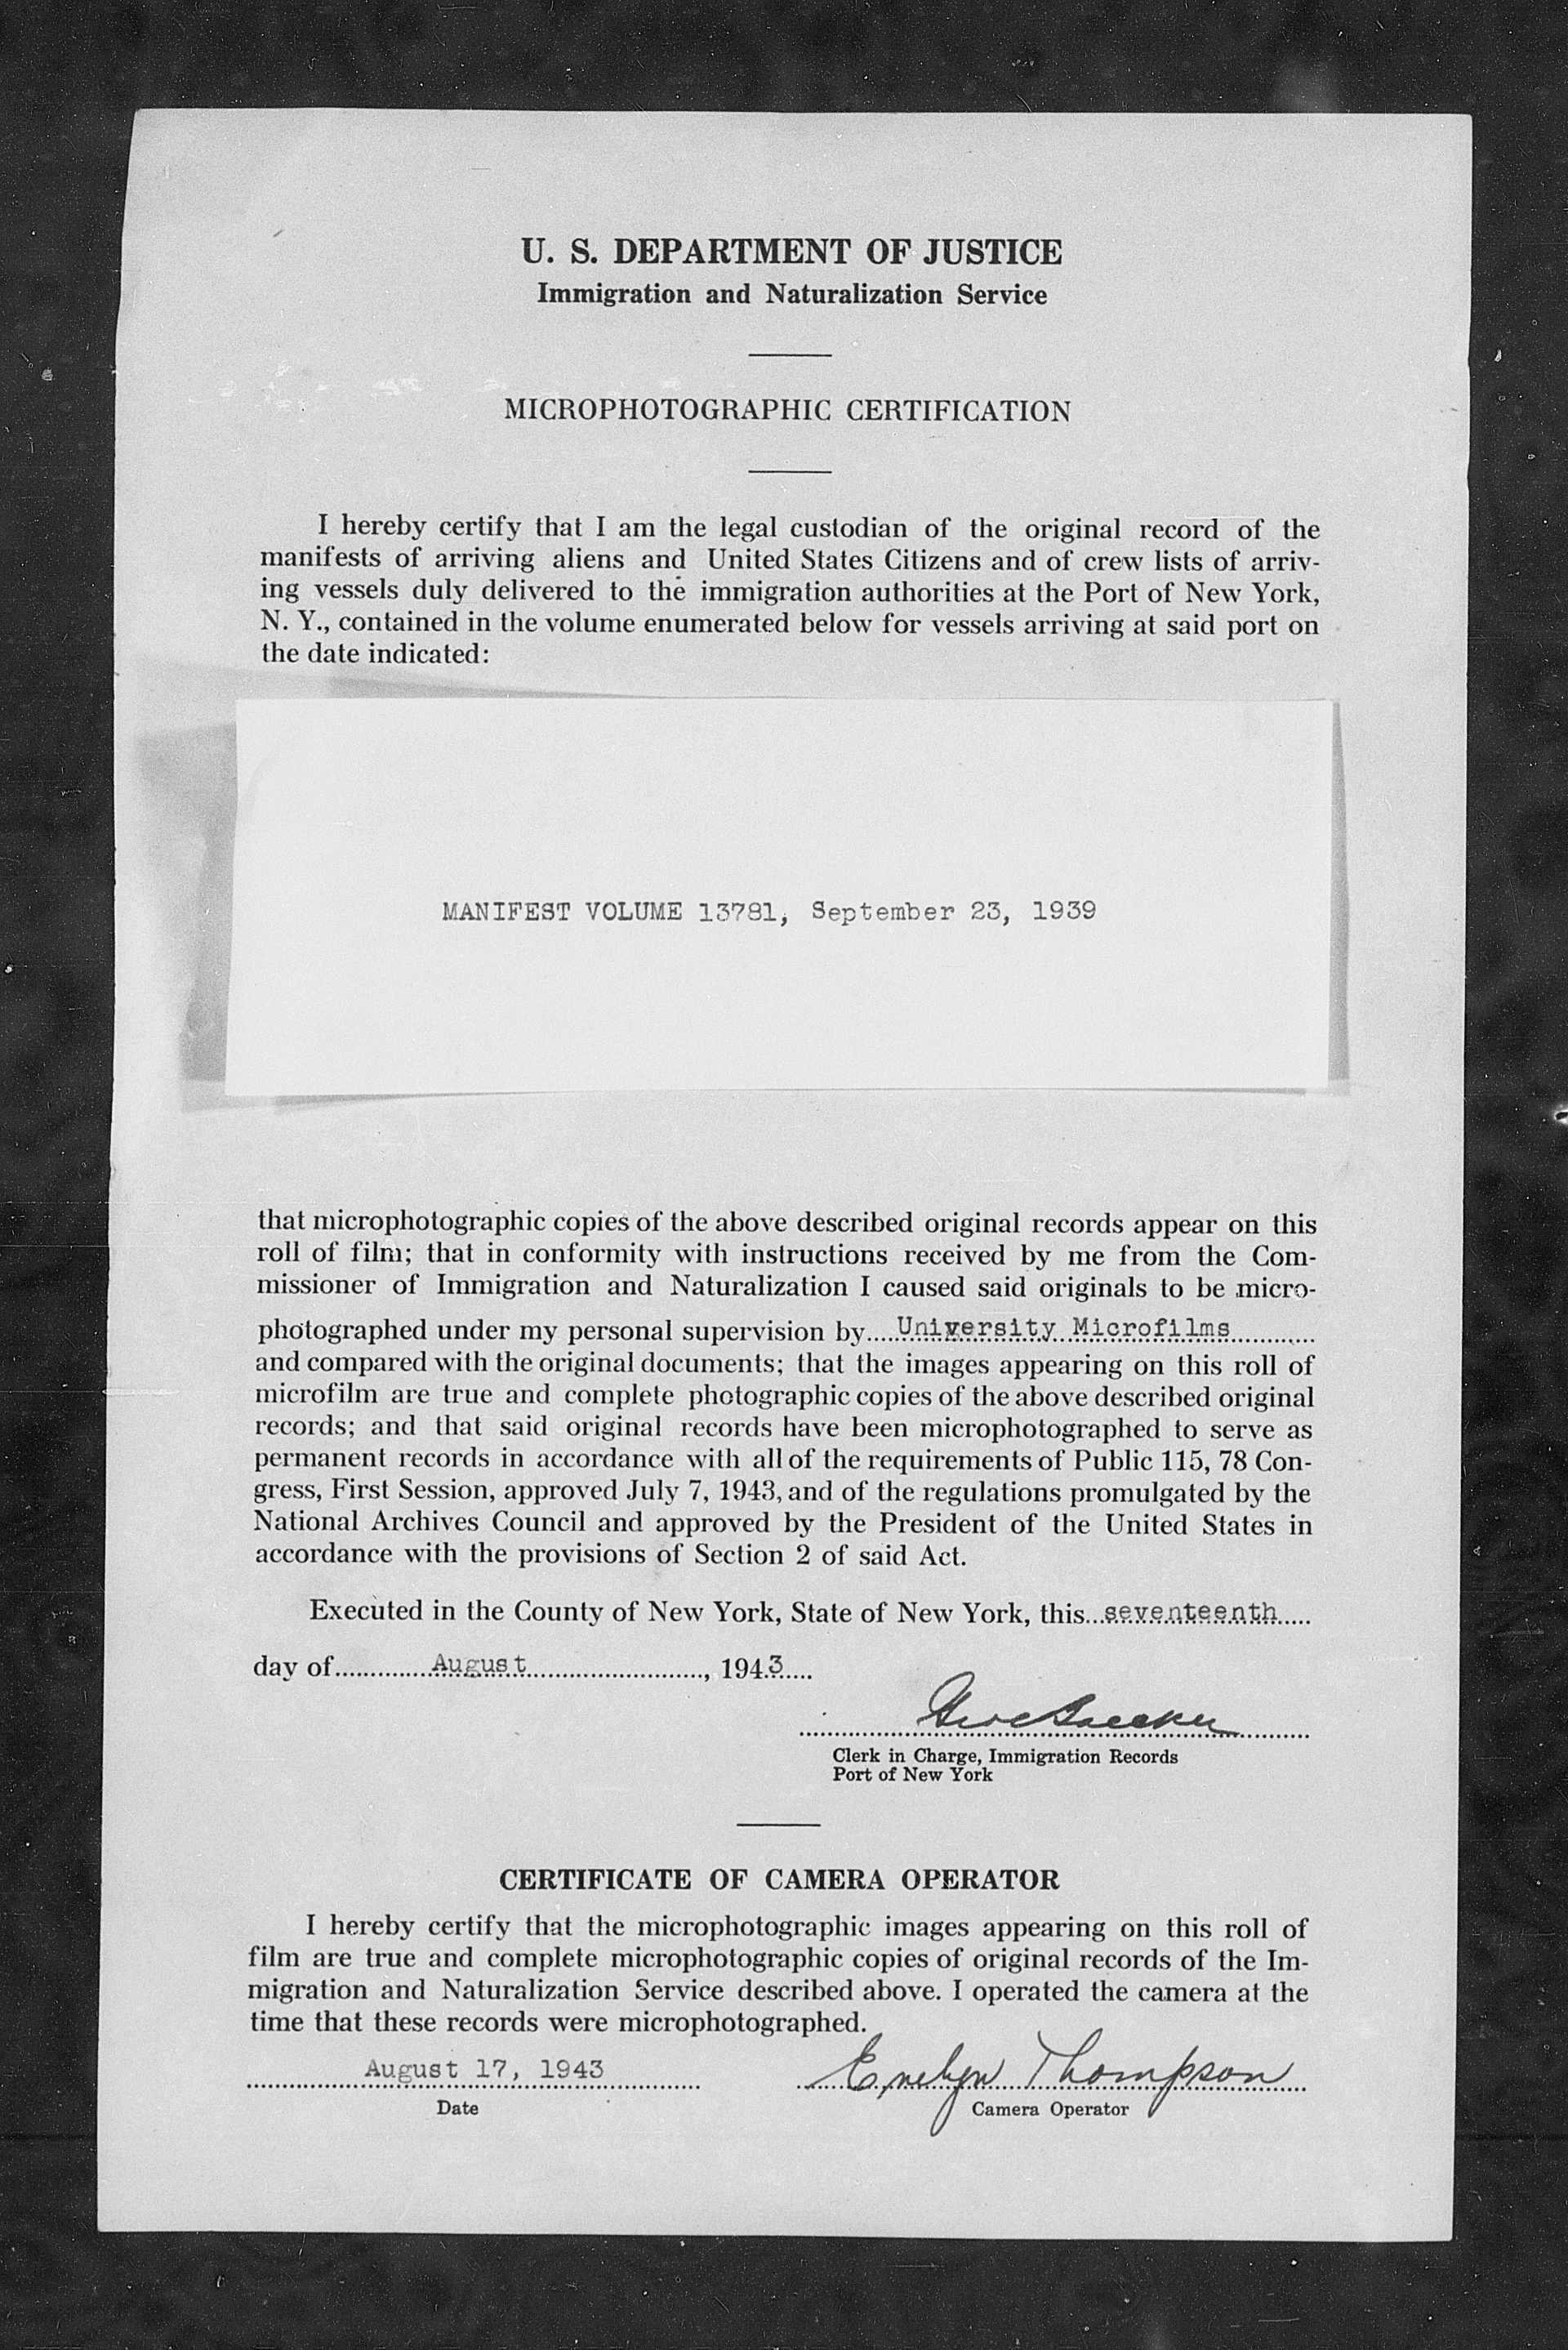 U. S. DEPARTMENT OF JUSTICE
Immigration and Naturalization Service
MICROPHOTOGRAPHIC CERTIFICATION
I hereby certify that I am the legal custodian of the original record of the
manifests of arriving aliens and United States Citizens and of crew lists of arriv-
ing vessels duly delivered to the immigration authorities at the Port of New York,
N. Y., contained in the volume enumerated below for vessels arriving at said port on
the date indicated:
MANIFEST VOLUME 13781, September 23, 1939
that microphotographic copies of the above described original records appear on this
roll of film; that in conformity with instructions received by me from the Com-
missioner of Immigration and Naturalization I caused said originals to be micro-
photographed under my personal supervision by University Microfilms
and compared with the original documents; that the images appearing on this roll of
microfilm are true and complete photographic copies of the above described original
records; and that said original records have been microphotographed to serve as
permanent records in accordance with all of the requirements of Public 115, 78 Con-
gress, First Session, approved July 7, 1943, and of the regulations promulgated by the
National Archives Council and approved by the President of the United States in
accordance with the provisions of Section 2 of said Act.
Executed in the County of New York, State of New York, this seventeenth
day of August, 1943
Clerk in Charge, Immigration Records
Port of New York
CERTIFICATE OF CAMERA OPERATOR
I hereby certify that the microphotographic images appearing on this roll of
film are true and complete microphotographic copies of original records of the Im-
migration and Naturalization Service described above. I operated the camera at the
time that these records were microphotographed.
August 17, 1943 Evelyn Thompson
Date Camera Operator